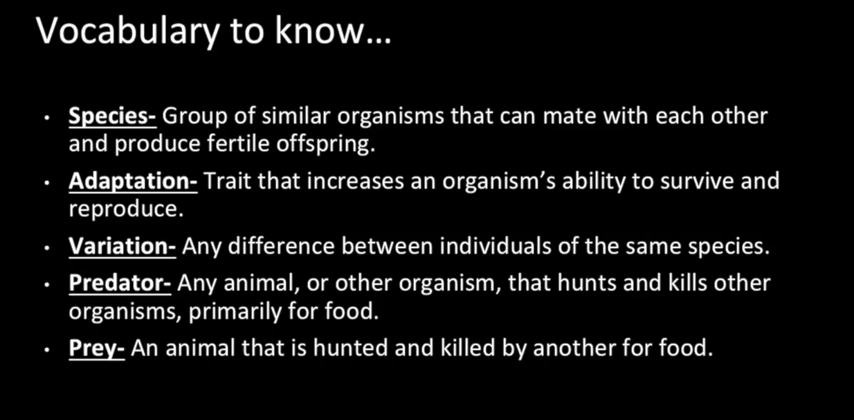 Vocabulary to know...
• Species- Group of similar organisms that can mate with each other
and produce fertile offspring.
• Adaptation- Trait that increases an organism’s ability to survive and
reproduce.
• Variation- Any difference between individuals of the same species.
• Predator- Any animal, or other organism, that hunts and kills other
organisms, primarily for food.
• Prey- An animal that is hunted and killed by another for food.